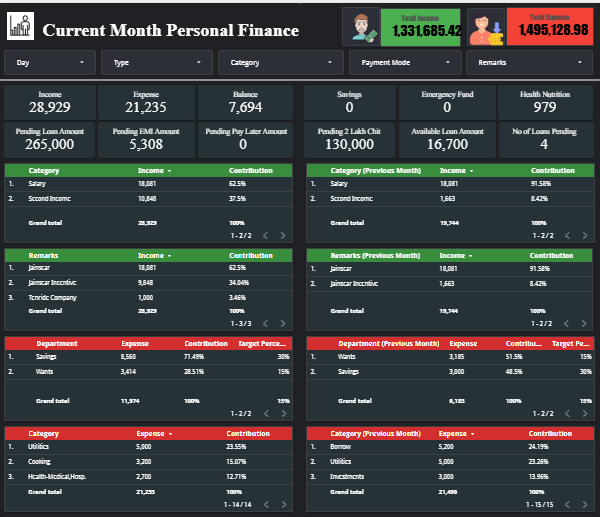 Current Month Personal Finance
Total Income
1,331,685.42
Total Expense
1,495,128.98
Day Type Category Payment Mode Remarks
Income Expense Balance Savings Emergency Fund Health Nutrition
28,929 21,235 7,694 0 0 979
Pending Loan Amount Pending EMI Amount Pending Pay Later Amount Pending 2 Lakh Chit Available Loan Amount No of Loans Pending
265,000 5,308 0 130,000 16,700 4
Category Income Contribution
1. Salary 18,081 62.5%
2. Second Income 10,848 37.5%
Grand total 28,929 100%
1 - 2 / 2
Category (Previous Month) Income Contribution
1. Salary 18,081 91.58%
2. Second Income 1,663 8.42%
Grand total 19,744 100%
1 - 2 / 2
Remarks Income Contribution
1. Jainscar 18,081 62.5%
2. Jainscar Incentive 9,848 34.04%
3. Company 1,000 3.46%
Grand total 28,929 100%
1 - 3 / 3
Remarks (Previous Month) Income Contribution
1. Jainscar 18,081 91.58%
2. Jainscar Incentive 1,663 8.42%
Grand total 19,744 100%
1 - 2 / 2
Department Expense Contribution Target Perce...
1. Savings 8,560 71.49% 30%
2. Wants 3,414 28.51% 15%
Grand total 11,974 100% 15%
1 - 2 / 2
Department (Previous Month) Expense Contribu... Target Pe...
1. Wants 3,185 51.5% 15%
2. Savings 3,000 48.5% 30%
Grand total 6,185 100% 15%
1 - 2 / 2
Category Expense Contribution
1. Utilities 5,000 23.55%
2. Cooking 3,200 15.07%
3. Health-Medical,Hosp. 2,700 12.71%
Grand total 21,235 100%
1 - 14 / 14
Category (Previous Month) Expense Contribution
1. Borrow 5,200 24.19%
2. Utilities 5,000 23.26%
3. Investments 3,000 13.96%
Grand total 21,496 100%
1 - 15 / 15